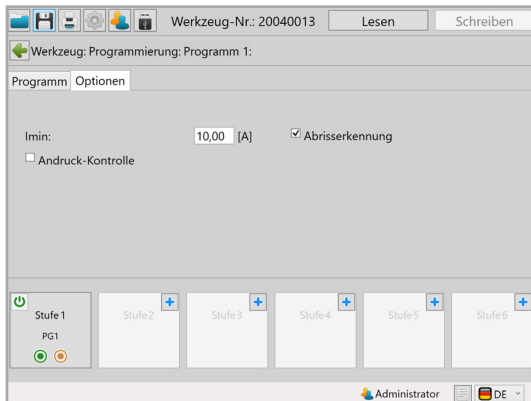 Werkzeug-Nr.: 20040013 Lesen Schreiben
Werkzeug: Programmierung: Programm 1:
Programm Optionen
Imin: 10,00 [A] Abrisserkennung
Andruck-Kontrolle
Stufe 1 Stufe 2 Stufe 3 Stufe 4 Stufe 5 Stufe 6
PG1
Administrator DE